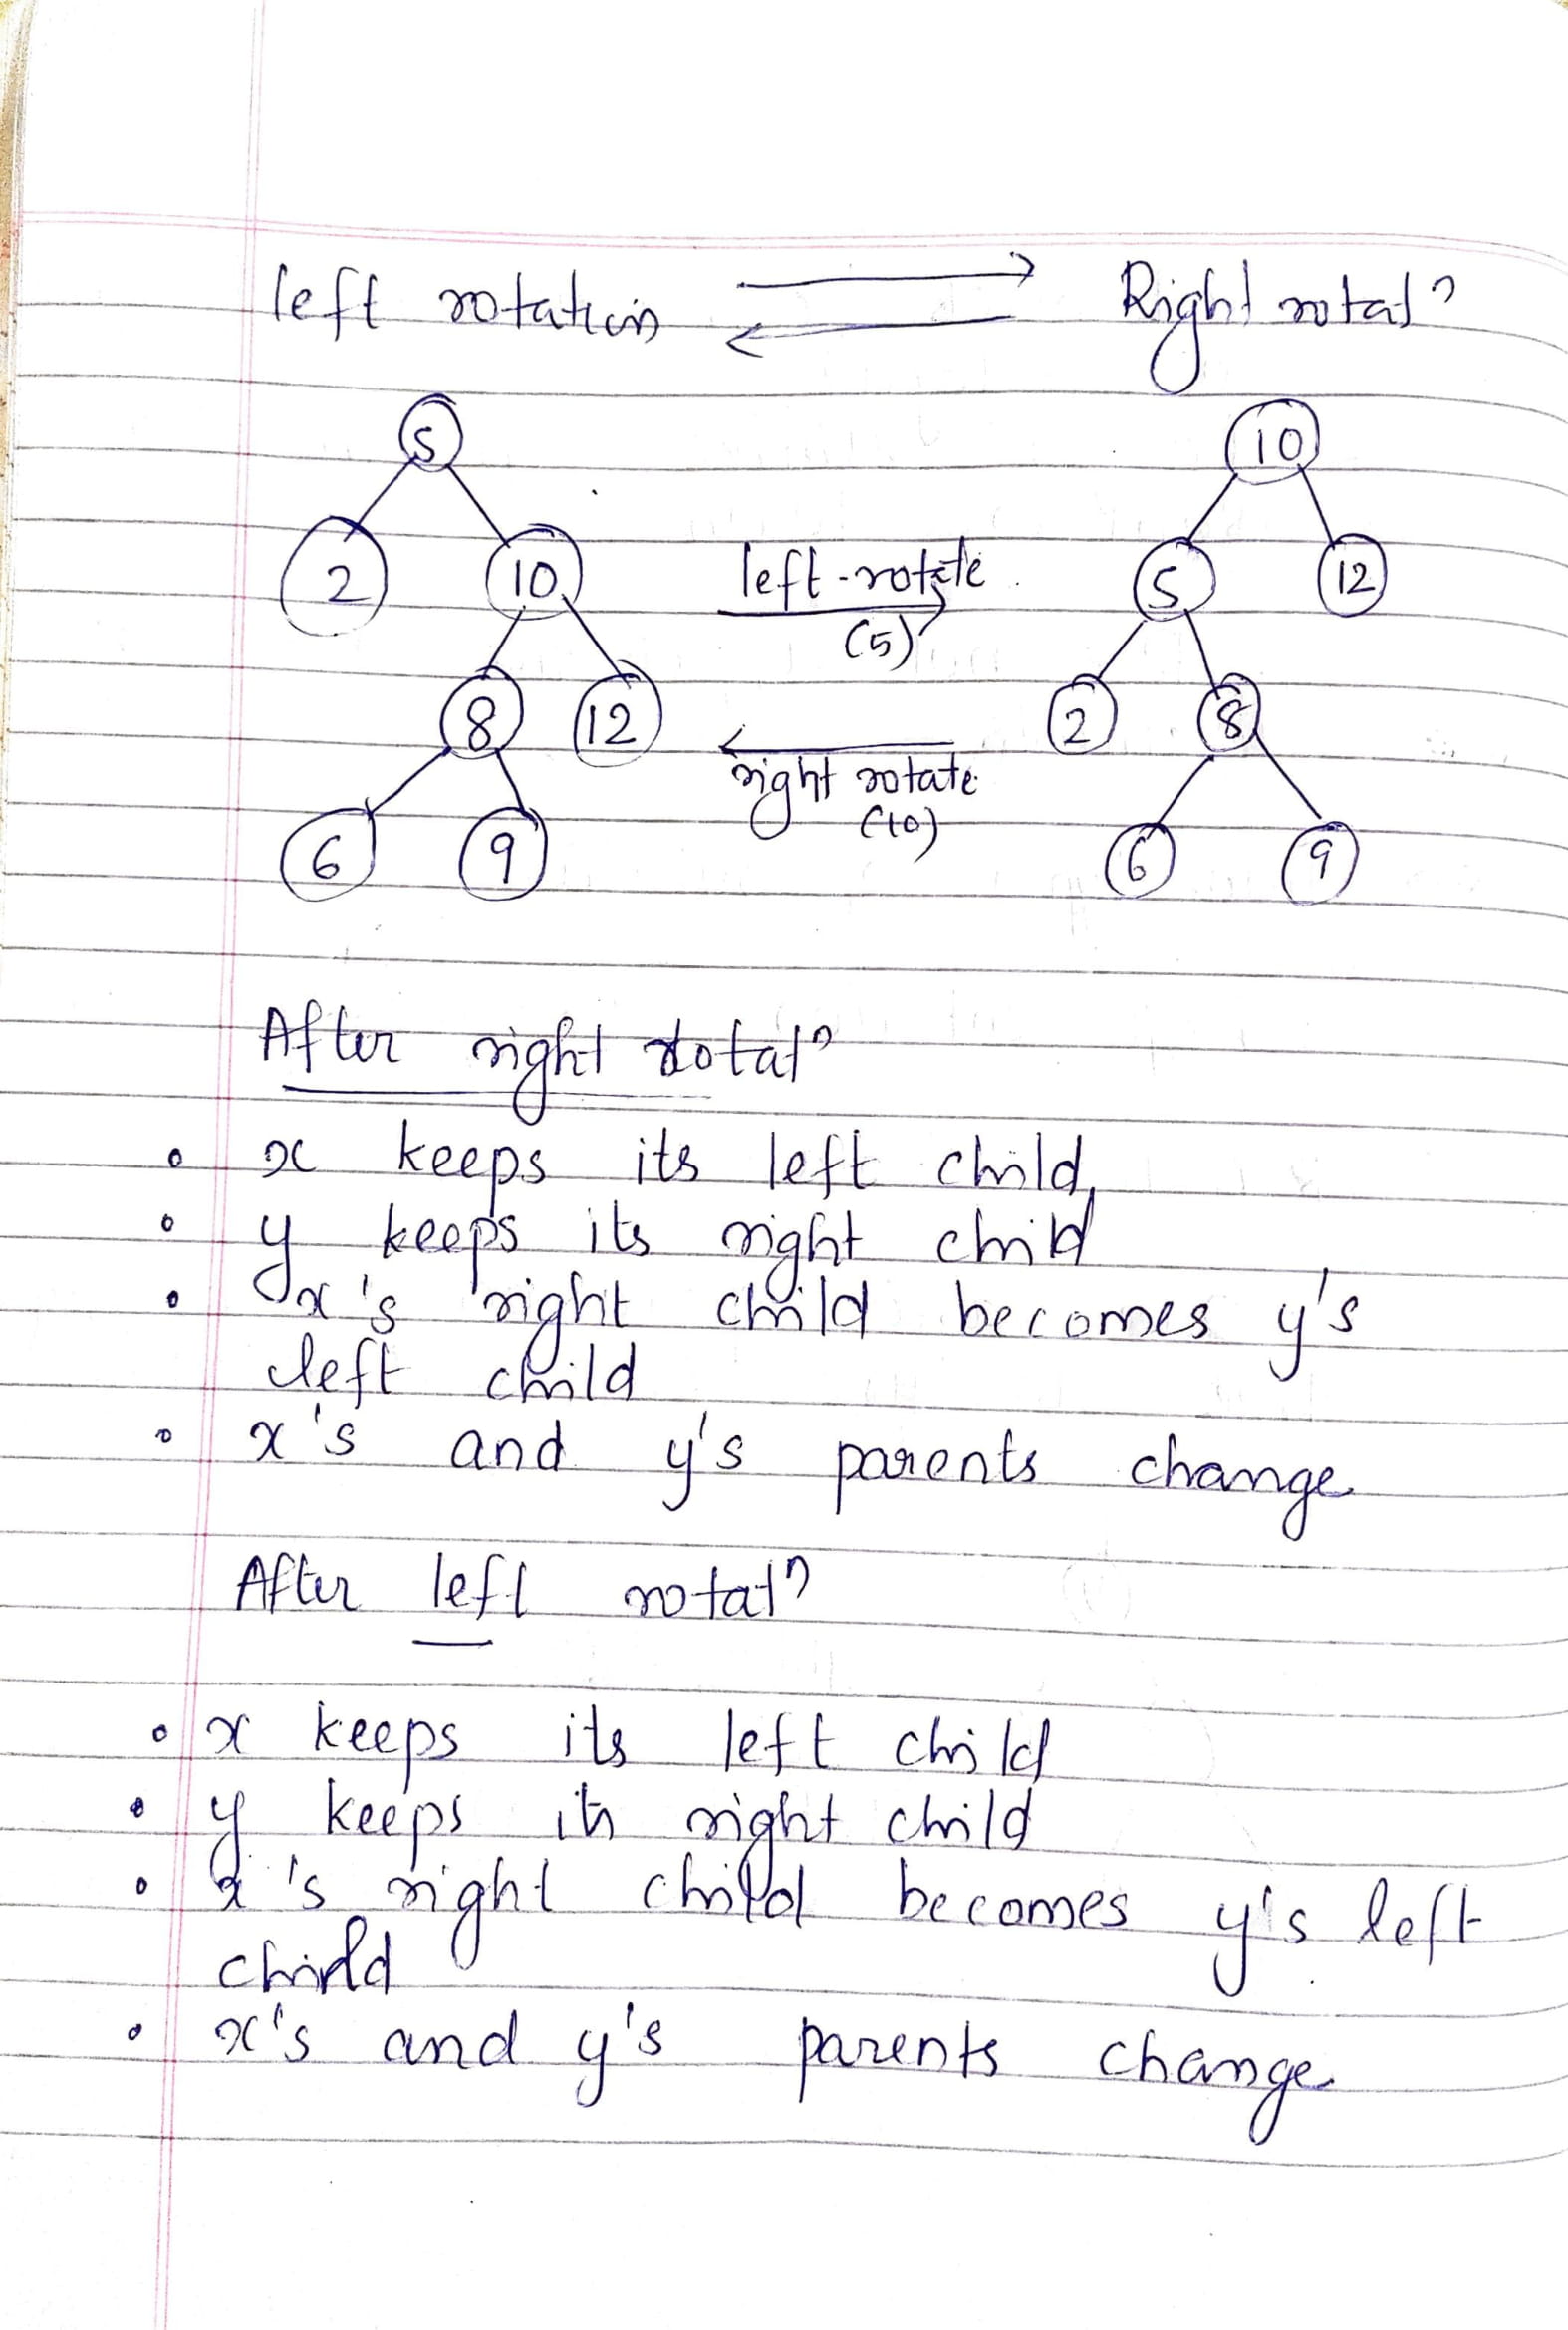 left rotation Right rotatⁿ
5 10
2 10 left-rotate 5 12
(5)
8 12 2 8
right rotate
(10)
6 9 6 9
After right rotatⁿ
• x keeps its left child,
• y keeps its right child
• x's right child becomes y's
left child
• x's and y's parents change
After left rotatⁿ
• x keeps its left child
• y keeps its right child
• x's right child becomes y's left
child
• x's and y's parents change